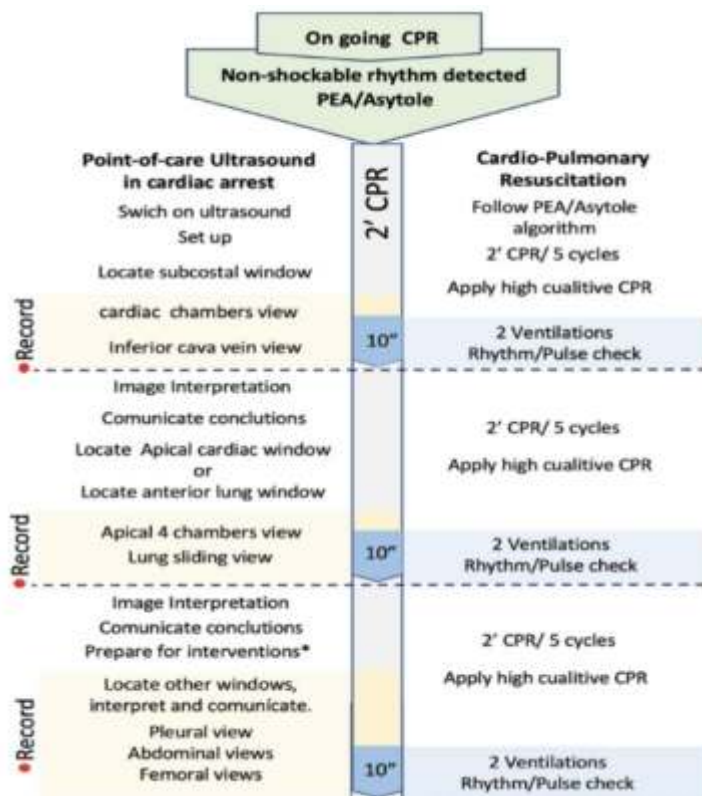 On going CPR
Non-shockable rhythm detected
PEA/Asytole
Point-of-care Ultrasound
in cardiac arrest
Swich on ultrasound
Set up
Locate subcostal window
cardiac chambers view
Inferior cava vein view
Record
2' CPR
10"
Cardio-Pulmonary
Resuscitation
Follow PEA/Asytole
algorithm
2' CPR/ 5 cycles
Apply high cualitive CPR
2 Ventilations
Rhythm/Pulse check
Image Interpretation
Comunicate conclutions
Locate Apical cardiac window
or
Locate anterior lung window
Apical 4 chambers view
Lung sliding view
Record
10"
2' CPR/ 5 cycles
Apply high cualitive CPR
2 Ventilations
Rhythm/Pulse check
Image Interpretation
Comunicate conclutions
Prepare for interventions*
Locate other windows,
interpret and comunicate.
Pleural view
Abdominal views
Femoral views
Record
10"
2' CPR/ 5 cycles
Apply high cualitive CPR
2 Ventilations
Rhythm/Pulse check